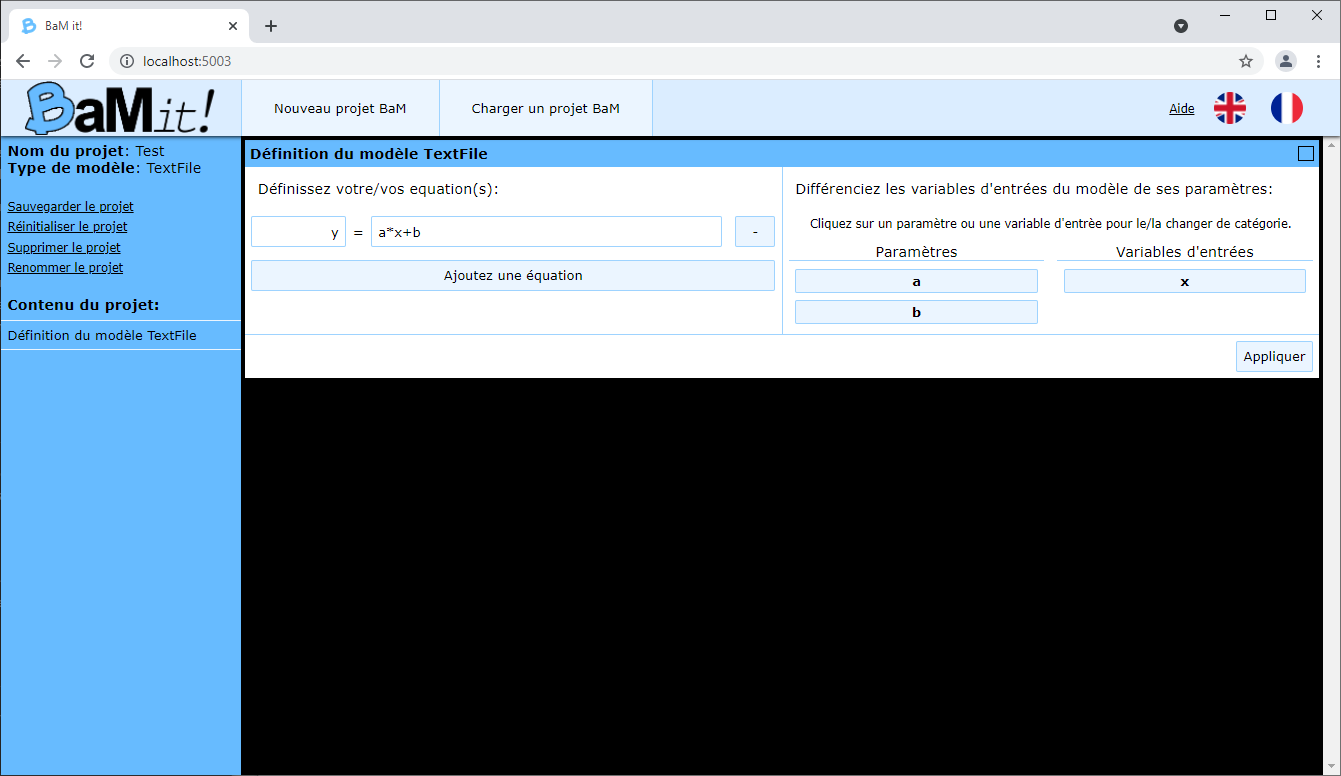 BaM it!
localhost:5003
BaM it!
Nouveau projet BaM
Charger un projet BaM
Aide
Nom du projet: Test
Type de modèle: TextFile
Sauvegarder le projet
Réinitialiser le projet
Supprimer le projet
Renommer le projet
Contenu du projet:
Définition du modèle TextFile
Définition du modèle TextFile
Définissez votre/vos equation(s):
y = a*x+b -
Ajoutez une équation
Différenciez les variables d'entrées du modèle de ses paramètres:
Cliquez sur un paramètre ou une variable d'entrèe pour le/la changer de catégorie.
Paramètres
a
b
Variables d'entrées
x
Appliquer